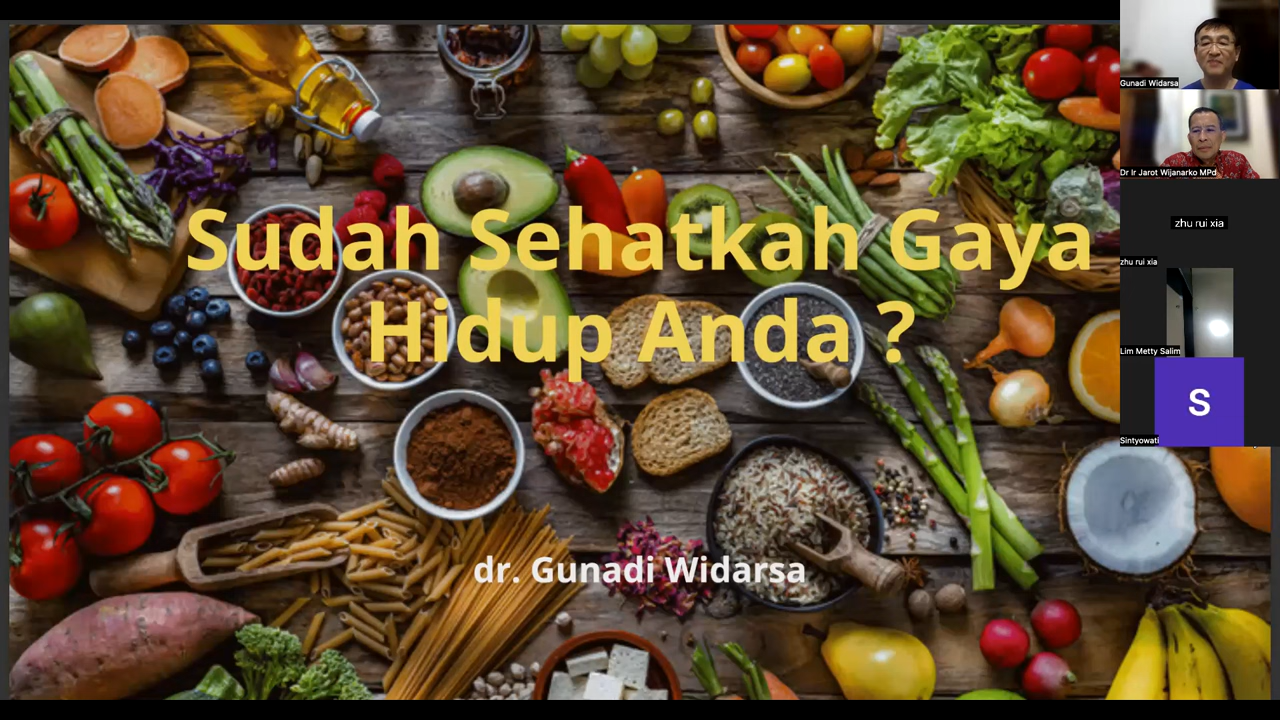 Sudah Sehatkah Gaya
Hidup Anda ?
dr. Gunadi Widarsa
Gunadi Widarsa
Dr Ir Jarot Wijanarko MPd
zhu rui xia
zhu rui xia
Lim Metty Salim
S
Sintyowati